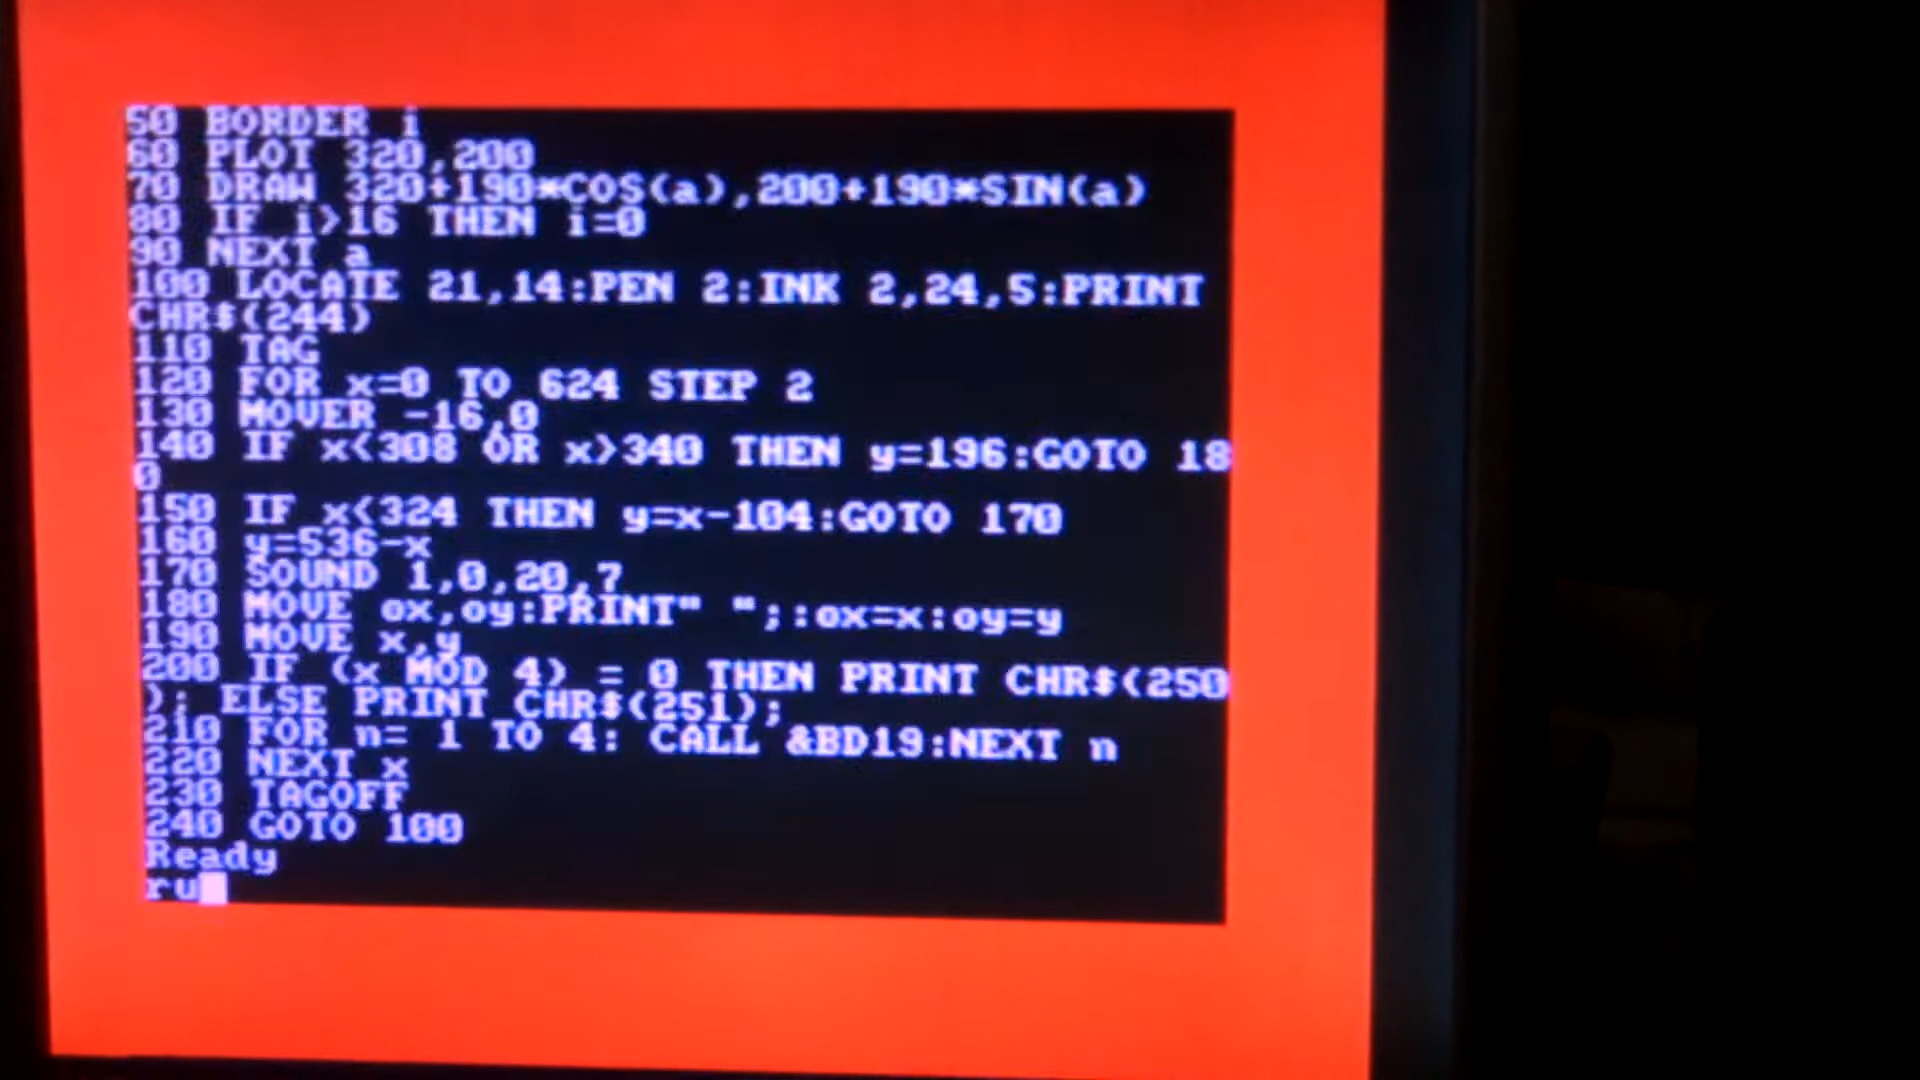 50 BORDER i
60 PLOT 320,200
70 DRAW 320+190*COS(a),200+190*SIN(a)
80 IF i>16 THEN i=0
90 NEXT a
100 LOCATE 21,14:PEN 2:INK 2,24,5:PRINT
CHR$(244)
110 TAG
120 FOR x=0 TO 624 STEP 2
130 MOVER -16,0
140 IF x<308 OR x>340 THEN y=196:GOTO 18
0
150 IF x<324 THEN y=x-104:GOTO 170
160 y=536-x
170 SOUND 1,0,20,7
180 MOVE ox,oy:PRINT" ";:ox=x:oy=y
190 MOVE x,y
200 IF (x MOD 4) = 0 THEN PRINT CHR$(250
); ELSE PRINT CHR$(251);
210 FOR n= 1 TO 4: CALL &BD19:NEXT n
220 NEXT x
230 TAGOFF
240 GOTO 100
Ready
ru